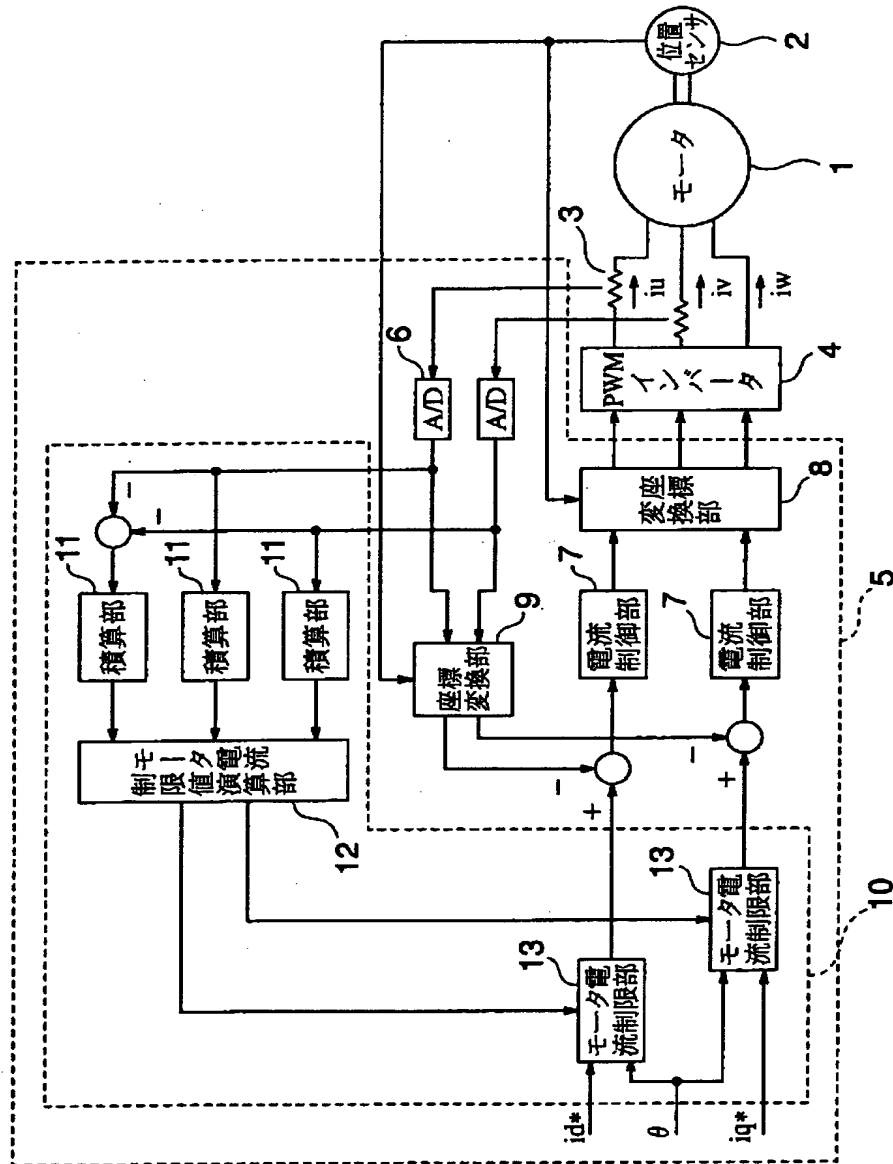 位置
センサ
2
モータ
1
3
iu
iv
iw
PWM
インバータ
4
6
A/D
A/D
変座
換標
部
8
5
7
電流
制御部
7
電流
制御部
9
座標
変換部
11
積算部
11
積算部
11
積算部
-
-
モータ電流
制限値演算部
12
-
+
-
+
13
モータ電
流制限部
13
モータ電
流制限部
10
id*
θ
iq*